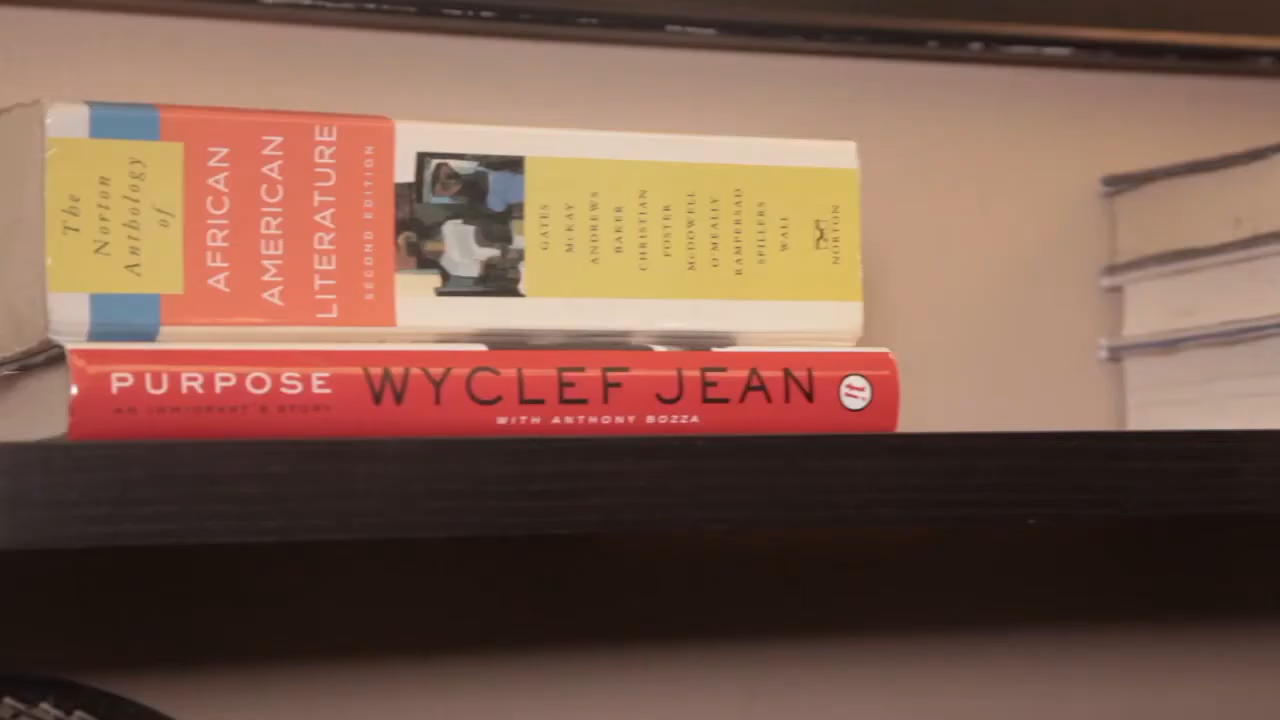 The
Norton
Anthology
of
AFRICAN
AMERICAN
LITERATURE
SECOND EDITION
GATES
McKAY
ANDREWS
BAKER
CHRISTIAN
FOSTER
McDOWELL
O'MEALLY
RAMPERSAD
SPILLERS
WALL
NORTON
PURPOSE
AN IMMIGRANT'S STORY
WYCLEF JEAN
WITH ANTHONY BOZZA
it